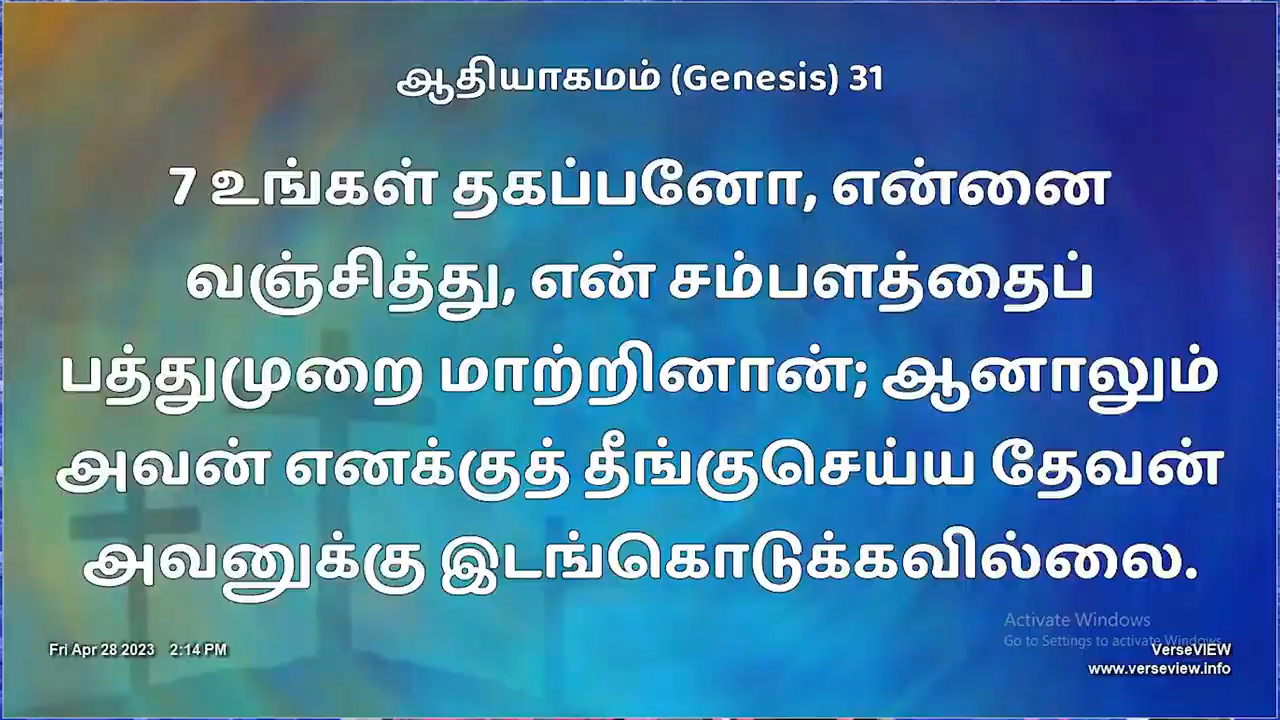 ஆதியாகமம் (Genesis) 31
7 உங்கள் தகப்பனோ, என்னை
வஞ்சித்து, என் சம்பளத்தைப்
பத்துமுறை மாற்றினான்; ஆனாலும்
அவன் எனக்குத் தீங்குசெய்ய தேவன்
அவனுக்கு இடங்கொடுக்கவில்லை.
Activate Windows
Go to Settings to activate Windows.
Fri Apr 28 2023 2:14 PM
VerseVIEW
www.verseview.info